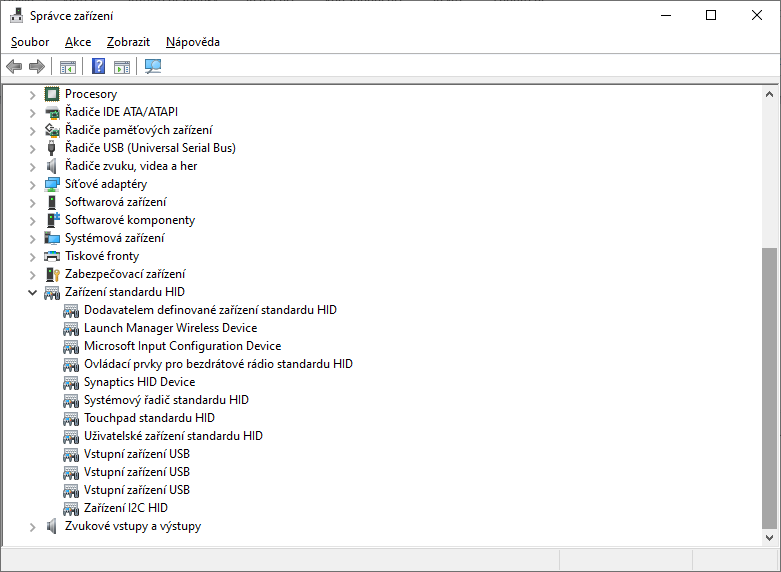 Správce zařízení
Soubor Akce Zobrazit Nápověda
Procesory
Řadiče IDE ATA/ATAPI
Řadiče paměťových zařízení
Řadiče USB (Universal Serial Bus)
Řadiče zvuku, videa a her
Síťové adaptéry
Softwarová zařízení
Softwarové komponenty
Systémová zařízení
Tiskové fronty
Zabezpečovací zařízení
Zařízení standardu HID
Dodavatelem definované zařízení standardu HID
Launch Manager Wireless Device
Microsoft Input Configuration Device
Ovládací prvky pro bezdrátové rádio standardu HID
Synaptics HID Device
Systémový řadič standardu HID
Touchpad standardu HID
Uživatelské zařízení standardu HID
Vstupní zařízení USB
Vstupní zařízení USB
Vstupní zařízení USB
Zařízení I2C HID
Zvukové vstupy a výstupy